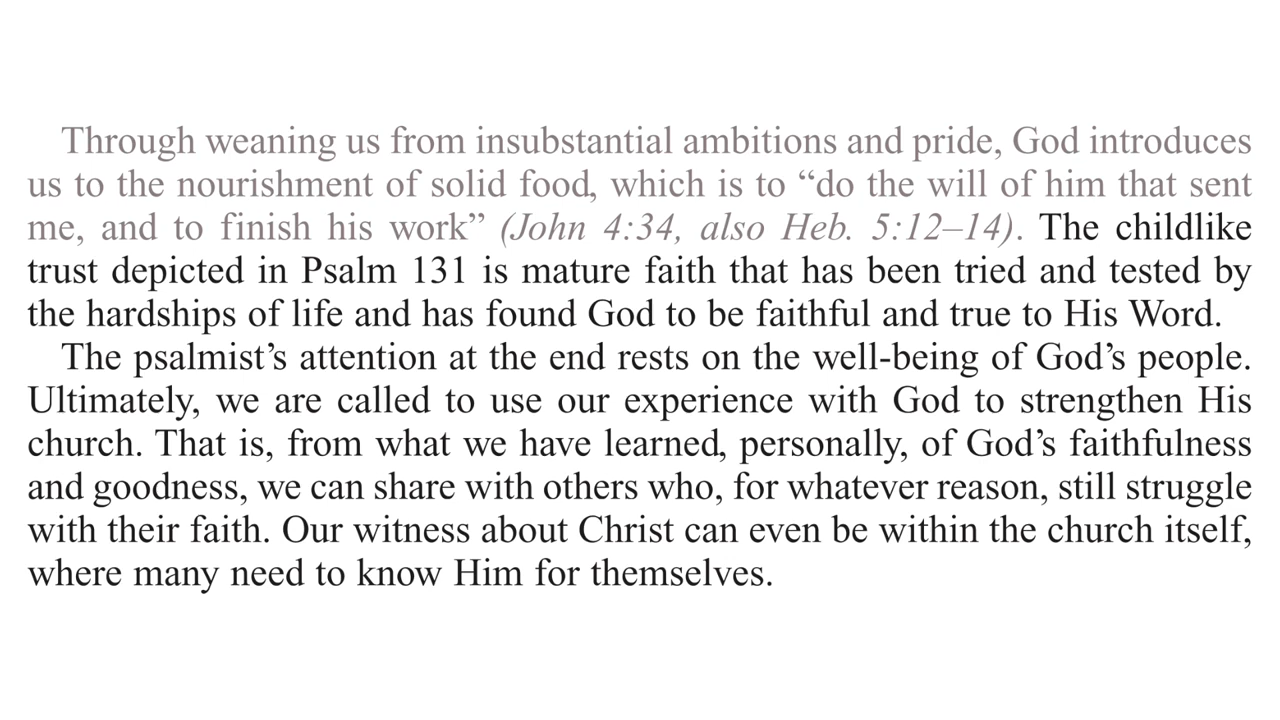 Through weaning us from insubstantial ambitions and pride, God introduces
us to the nourishment of solid food, which is to “do the will of him that sent
me, and to finish his work” (John 4:34, also Heb. 5:12–14). The childlike
trust depicted in Psalm 131 is mature faith that has been tried and tested by
the hardships of life and has found God to be faithful and true to His Word.
The psalmist’s attention at the end rests on the well-being of God’s people.
Ultimately, we are called to use our experience with God to strengthen His
church. That is, from what we have learned, personally, of God’s faithfulness
and goodness, we can share with others who, for whatever reason, still struggle
with their faith. Our witness about Christ can even be within the church itself,
where many need to know Him for themselves.